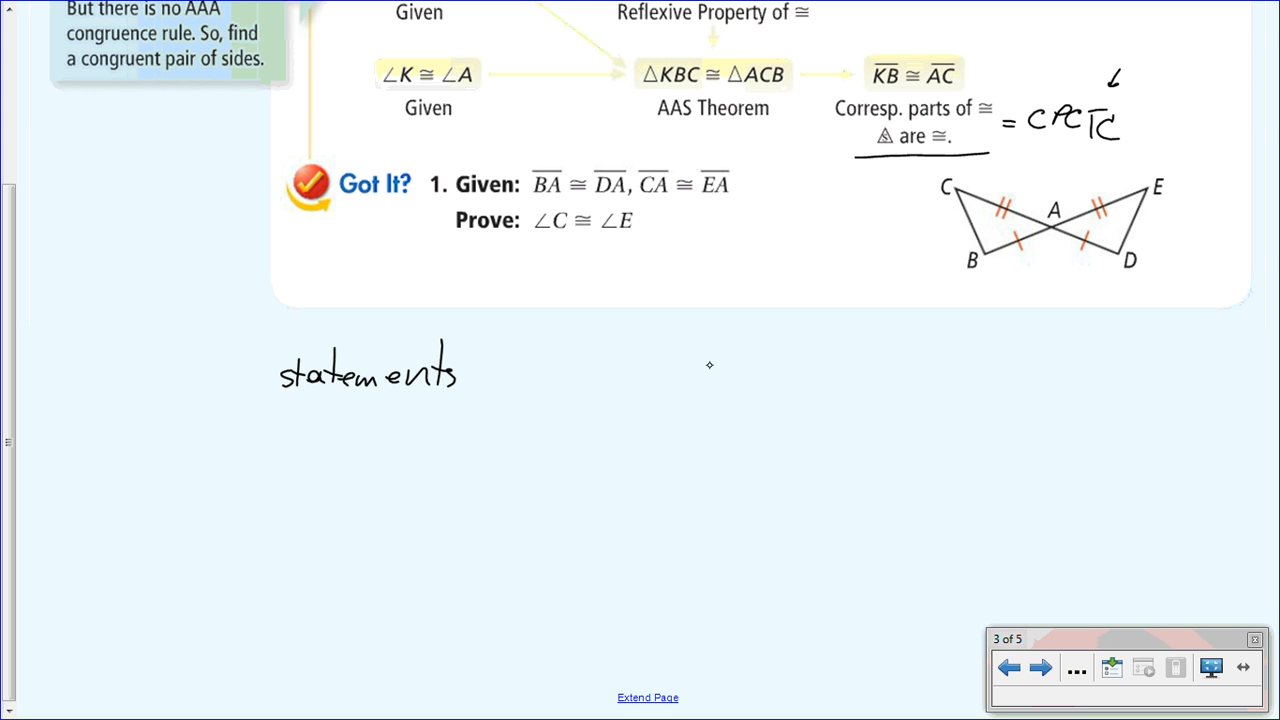 But there is no AAA
congruence rule. So, find
a congruent pair of sides.
Given
Reflexive Property of ≅
∠K ≅ ∠A
△KBC ≅ △ACB
KB ≅ AC
Given
AAS Theorem
Corresp. parts of ≅
△s are ≅.
= CPCTC
Got It? 1. Given: BA ≅ DA, CA ≅ EA
Prove: ∠C ≅ ∠E
C
E
A
B
D
statements
3 of 5
Extend Page